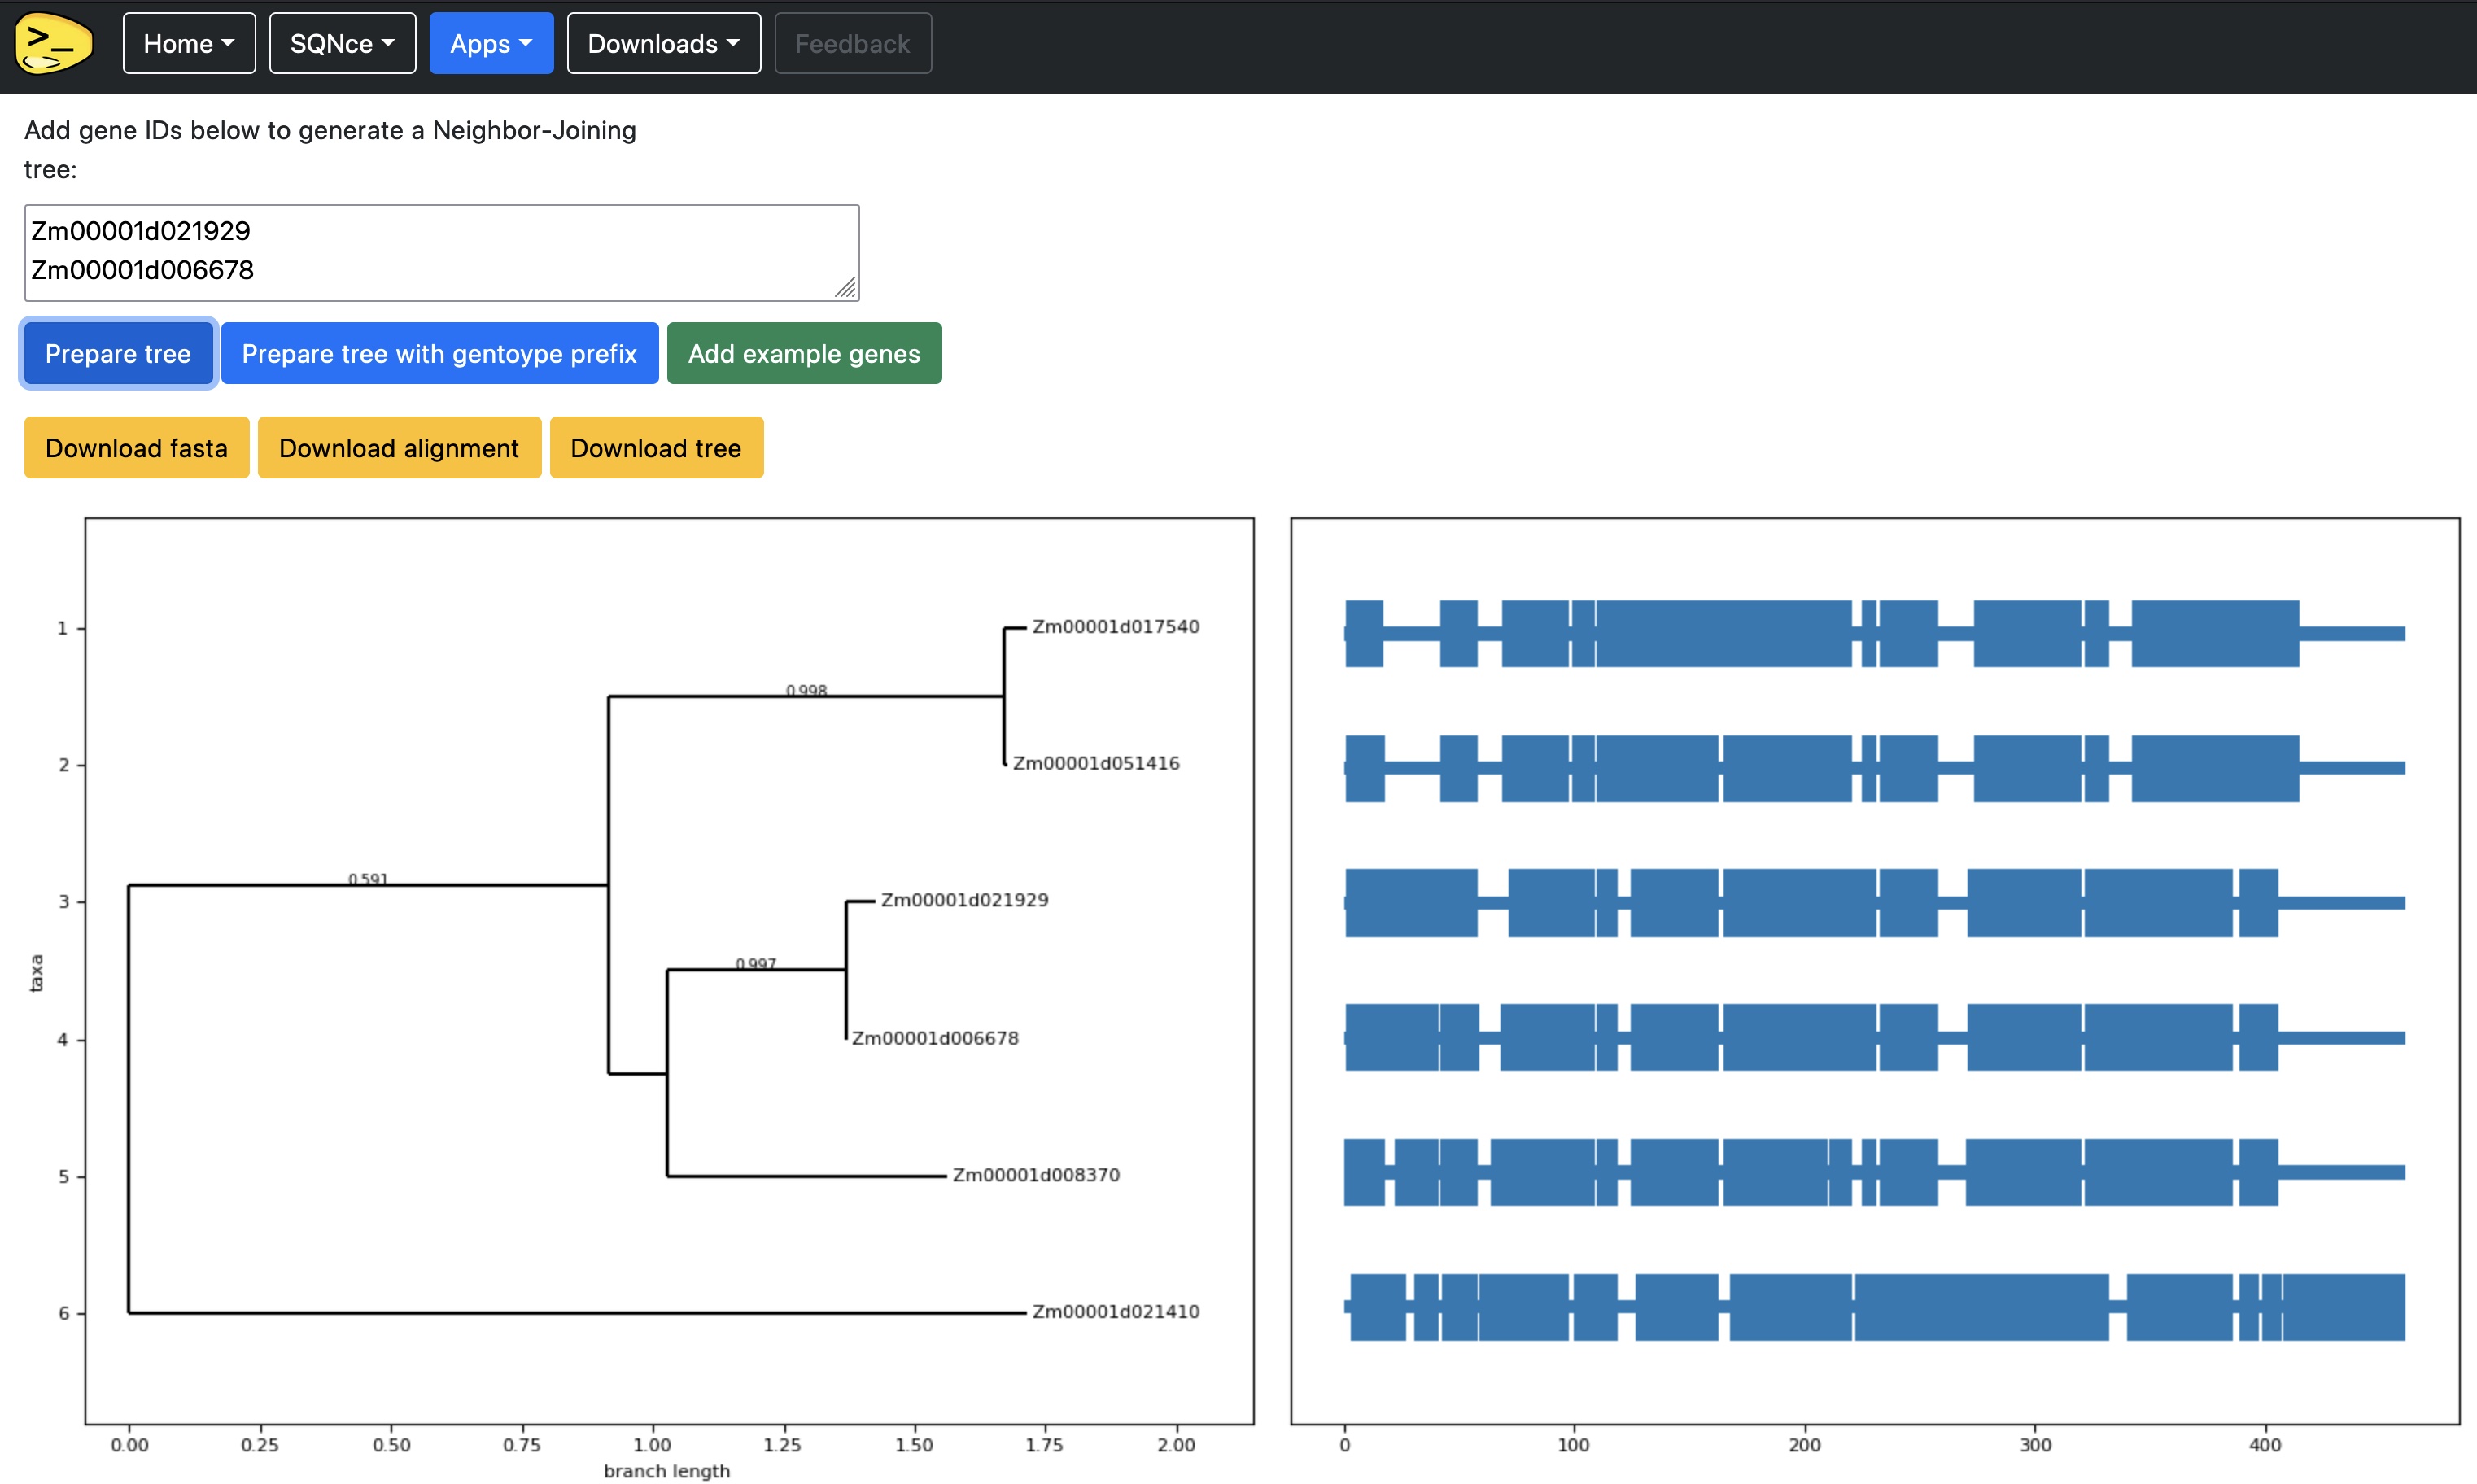 >_
Home
SQNce
Apps
Downloads
Feedback
Add gene IDs below to generate a Neighbor-Joining
tree:
Zm00001d021929
Zm00001d006678
Prepare tree
Prepare tree with gentoype prefix
Add example genes
Download fasta
Download alignment
Download tree
taxa
1
2
3
4
5
6
Zm00001d017540
0.998
Zm00001d051416
0.591
Zm00001d021929
0.997
Zm00001d006678
Zm00001d008370
Zm00001d021410
0.00 0.25 0.50 0.75 1.00 1.25 1.50 1.75 2.00
branch length
0 100 200 300 400